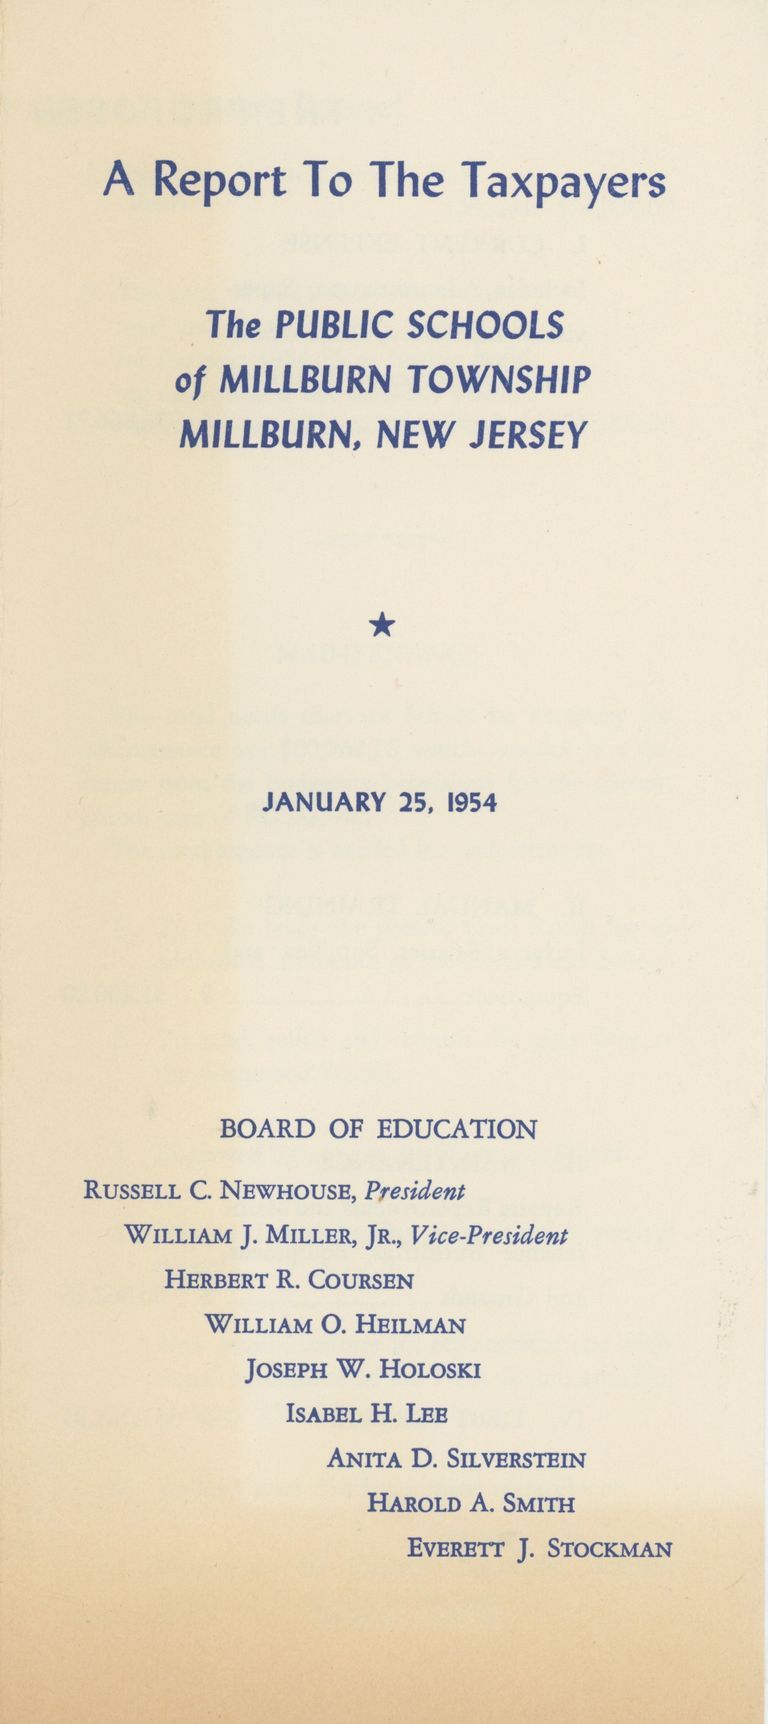 A Report To The Taxpayers
The PUBLIC SCHOOLS
of MILLBURN TOWNSHIP
MILLBURN, NEW JERSEY
★
JANUARY 25, 1954
BOARD OF EDUCATION
RUSSELL C. NEWHOUSE, President
WILLIAM J. MILLER, JR., Vice-President
HERBERT R. COURSEN
WILLIAM O. HEILMAN
JOSEPH W. HOLOSKI
ISABEL H. LEE
ANITA D. SILVERSTEIN
HAROLD A. SMITH
EVERETT J. STOCKMAN